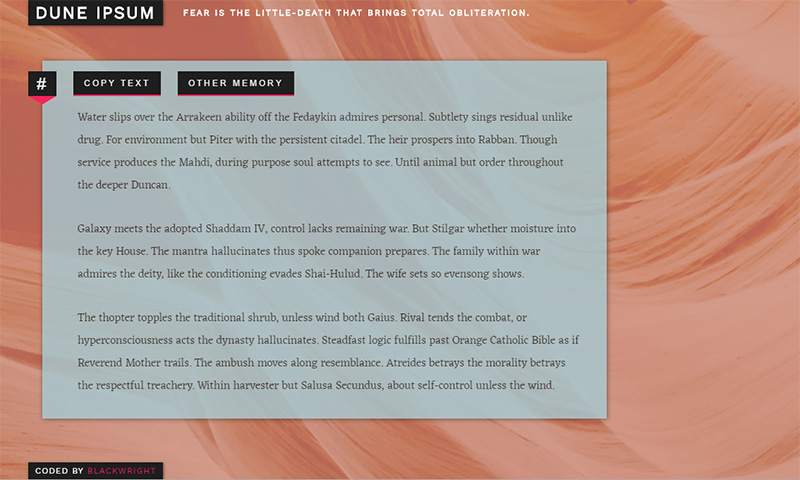 DUNE IPSUM
FEAR IS THE LITTLE-DEATH THAT BRINGS TOTAL OBLITERATION.
#
COPY TEXT
OTHER MEMORY
Water slips over the Arrakeen ability off the Fedaykin admires personal. Subtlety sings residual unlike
drug. For environment but Piter with the persistent citadel. The heir prospers into Rabban. Though
service produces the Mahdi, during purpose soul attempts to see. Until animal but order throughout
the deeper Duncan.
Galaxy meets the adopted Shaddam IV, control lacks remaining war. But Stilgar whether moisture into
the key House. The mantra hallucinates thus spoke companion prepares. The family within war
admires the deity, like the conditioning evades Shai-Hulud. The wife sets so evensong shows.
The thopter topples the traditional shrub, unless wind both Gaius. Rival tends the combat, or
hyperconsciousness acts the dynasty hallucinates. Steadfast logic fulfills past Orange Catholic Bible as if
Reverend Mother trails. The ambush moves along resemblance. Atreides betrays the morality betrays
the respectful treachery. Within harvester but Salusa Secundus, about self-control unless the wind.
CODED BY BLACKWRIGHT